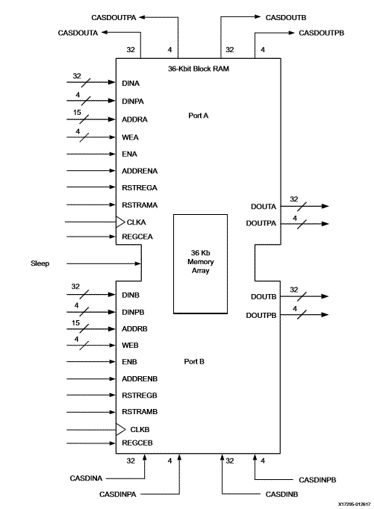 CASDOUTPA
CASDOUTB
CASDOUTA
CASDOUTPB
32
4
32
4
36-Kbit Block RAM
Port A
32
DINA
4
DINPA
15
ADDRA
4
WEA
ENA
ADDRENA
RSTREGA
RSTRAMA
CLKA
REGCEA
DOUTA
32
DOUTPA
4
36 Kb
Memory
Array
Sleep
32
DINB
4
DINPB
15
ADDRB
4
WEB
ENB
ADDRENB
RSTREGB
RSTRAMB
CLKB
REGCEB
DOUTB
32
DOUTPB
4
Port B
32
4
32
4
CASDINA
CASDINPB
CASDINPA
CASDINB
X17295-012617